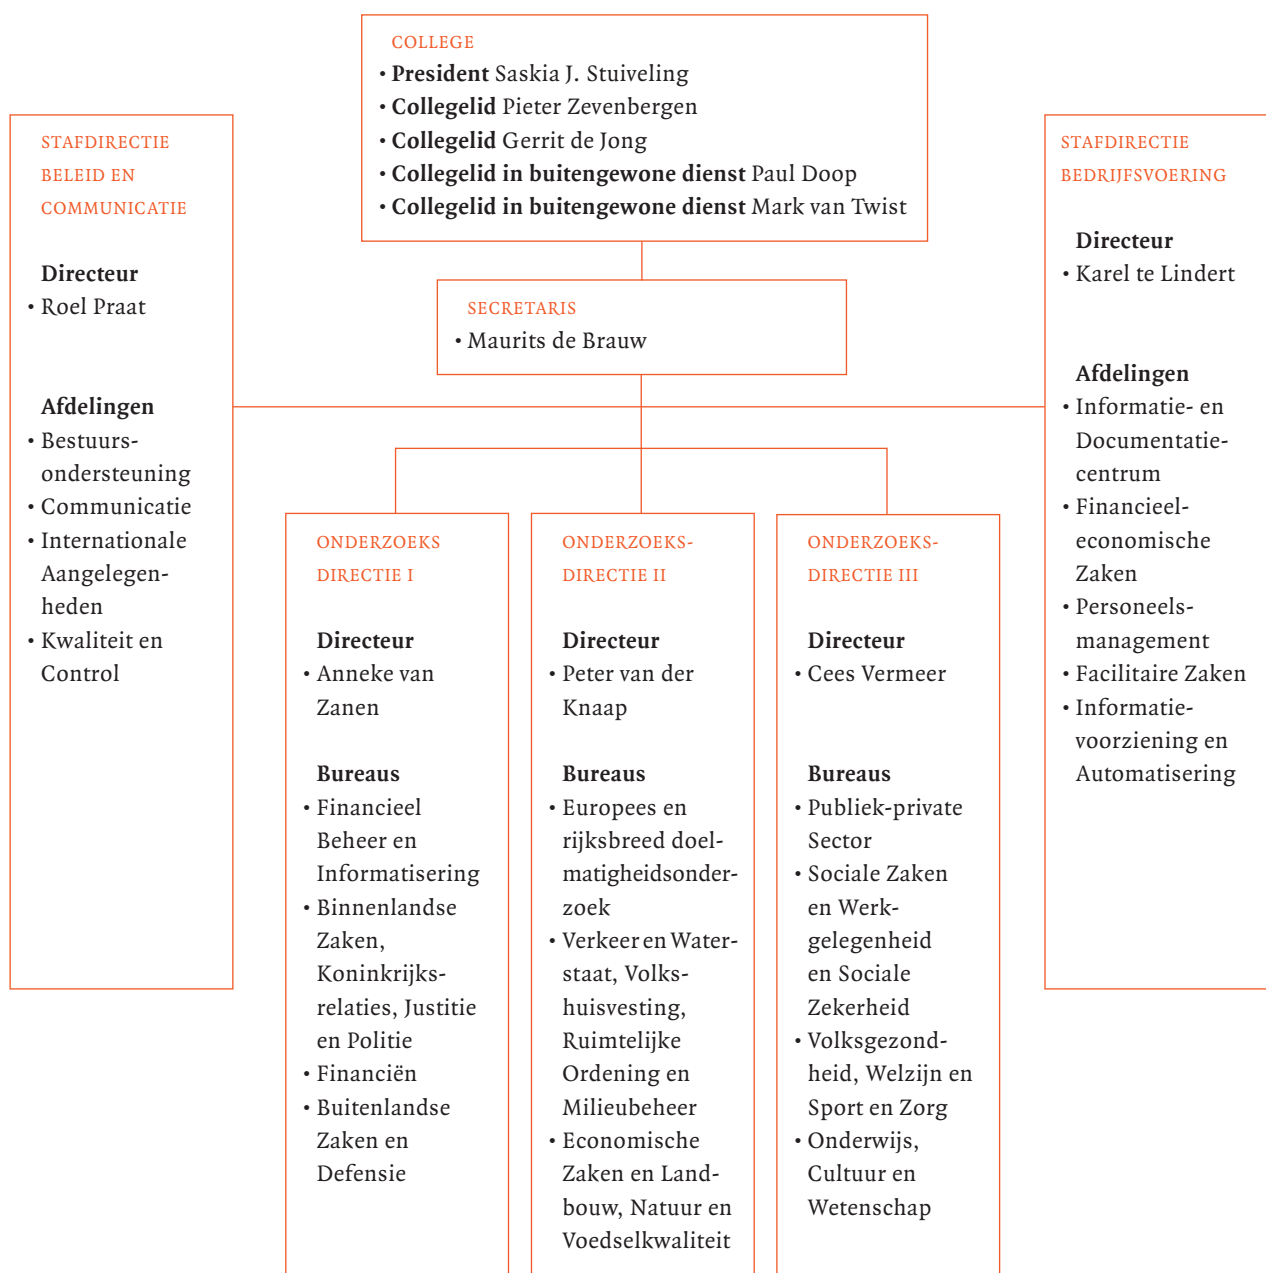 COLLEGE
• President Saskia J. Stuiveling
• Collegelid Pieter Zevenbergen
• Collegelid Gerrit de Jong
• Collegelid in buitengewone dienst Paul Doop
• Collegelid in buitengewone dienst Mark van Twist
SECRETARIS
• Maurits de Brauw
STAFDIRECTIE
BELEID EN
COMMUNICATIE
Directeur
• Roel Praat
Afdelingen
• Bestuurs-
ondersteuning
• Communicatie
• Internationale
Aangelegen-
heden
• Kwaliteit en
Control
ONDERZOEKS
DIRECTIE I
Directeur
• Anneke van
Zanen
Bureaus
• Financieel
Beheer en
Informatisering
• Binnenlandse
Zaken,
Koninkrijks-
relaties, Justitie
en Politie
• Financiën
• Buitenlandse
Zaken en
Defensie
ONDERZOEKS-
DIRECTIE II
Directeur
• Peter van der
Knaap
Bureaus
• Europees en
rijksbreed doel-
matigheidsonder-
zoek
• Verkeer en Water-
staat, Volks-
huisvesting,
Ruimtelijke
Ordening en
Milieubeheer
• Economische
Zaken en Land-
bouw, Natuur en
Voedselkwaliteit
ONDERZOEKS-
DIRECTIE III
Directeur
• Cees Vermeer
Bureaus
• Publiek-private
Sector
• Sociale Zaken
en Werk-
gelegenheid
en Sociale
Zekerheid
• Volksgezond-
heid, Welzijn en
Sport en Zorg
• Onderwijs,
Cultuur en
Wetenschap
STAFDIRECTIE
BEDRIJFSVOERING
Directeur
• Karel te Lindert
Afdelingen
• Informatie- en
Documentatie-
centrum
• Financieel-
economische
Zaken
• Personeels-
management
• Facilitaire Zaken
• Informatie-
voorziening en
Automatisering